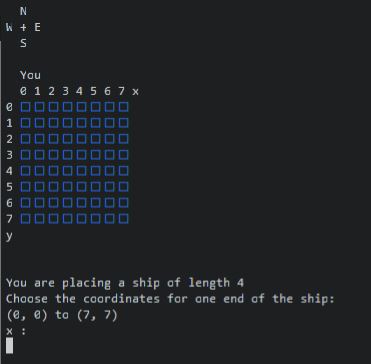 N
W + E
S
You
0 1 2 3 4 5 6 7 x
0
1
2
3
4
5
6
7
y
You are placing a ship of length 4
Choose the coordinates for one end of the ship:
(0, 0) to (7, 7)
x :